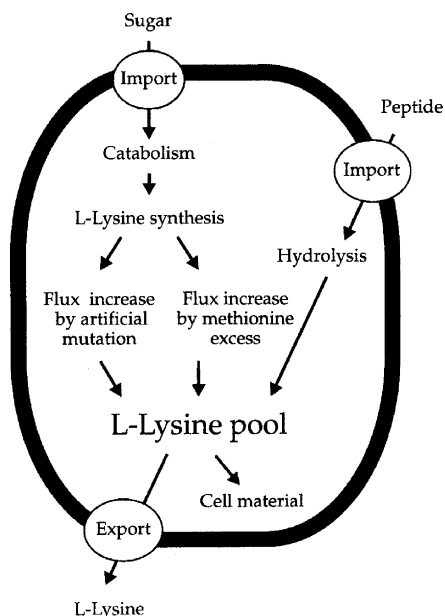 Sugar
Import
Peptide
Catabolism
Import
L-Lysine synthesis
Hydrolysis
Flux increase
by artificial
mutation
Flux increase
by methionine
excess
L-Lysine pool
Cell material
Export
L-Lysine